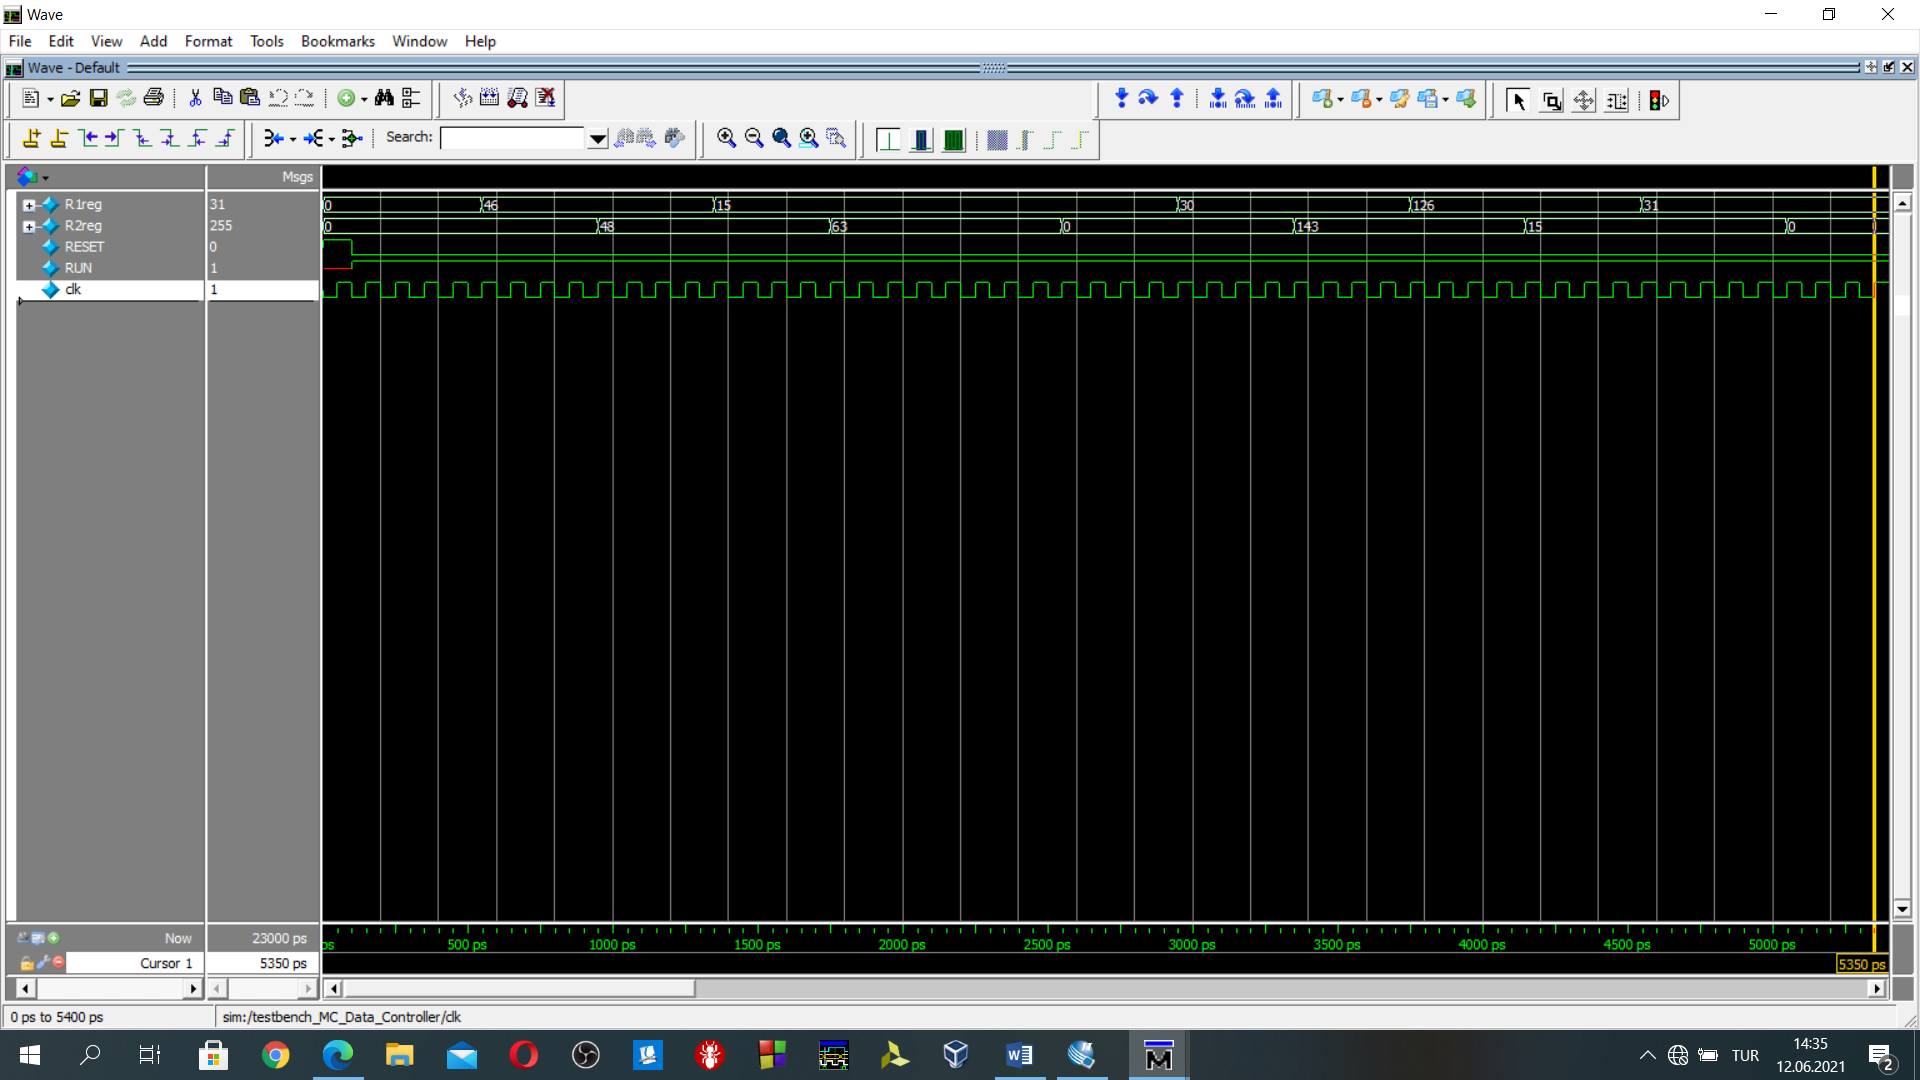 Wave
File Edit View Add Format Tools Bookmarks Window Help
Wave - Default
Search:
Msgs
R1reg 31 0 46 15 30 126 31
R2reg 255 0 48 63 0 143 15 0
RESET 0
RUN 1
clk 1
Now 23000 ps ps 500 ps 1000 ps 1500 ps 2000 ps 2500 ps 3000 ps 3500 ps 4000 ps 4500 ps 5000 ps
Cursor 1 5350 ps 5350 ps
0 ps to 5400 ps sim:/testbench_MC_Data_Controller/clk
TUR 14:35
12.06.2021 2